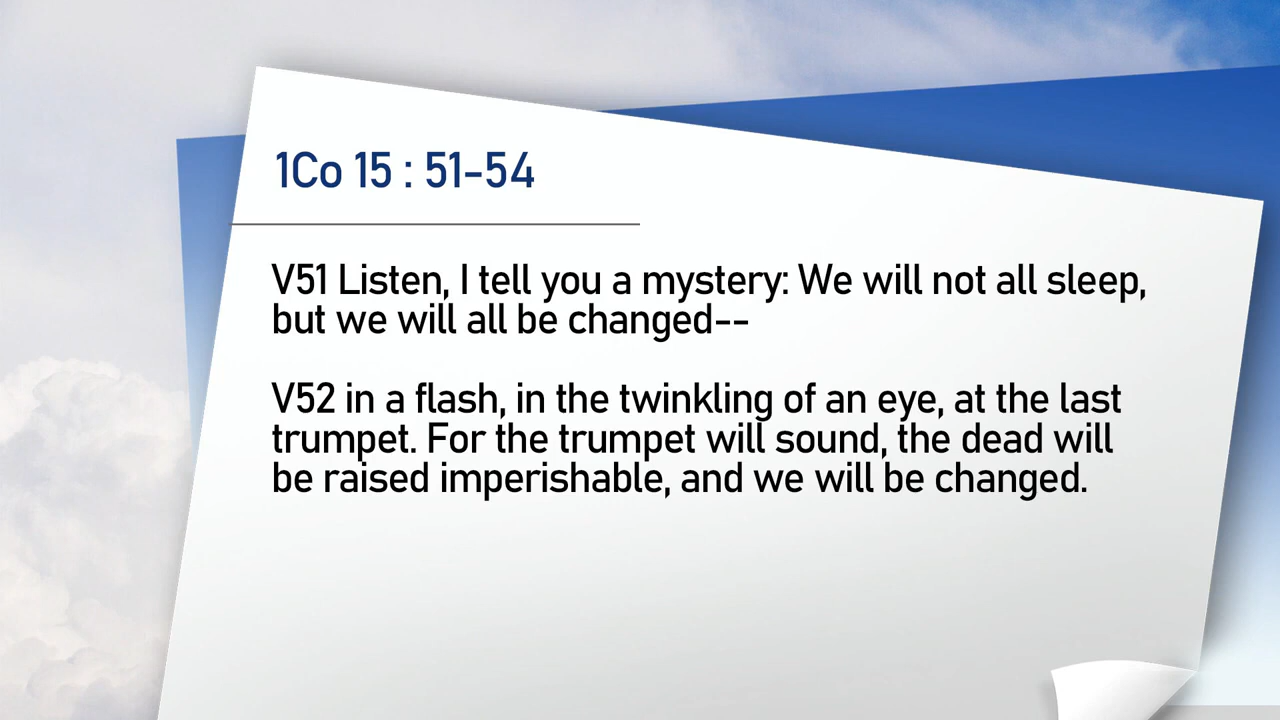 1Co 15 : 51-54
V51 Listen, I tell you a mystery: We will not all sleep,
but we will all be changed--
V52 in a flash, in the twinkling of an eye, at the last
trumpet. For the trumpet will sound, the dead will
be raised imperishable, and we will be changed.